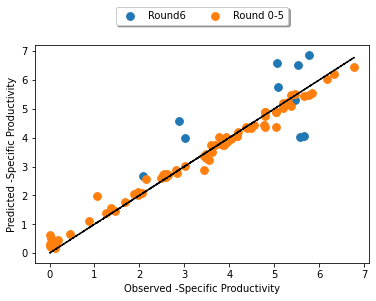 Round6 Round 0-5
7
6
5
4
3
2
1
0
Predicted -Specific Productivity
0 1 2 3 4 5 6 7
Observed -Specific Productivity